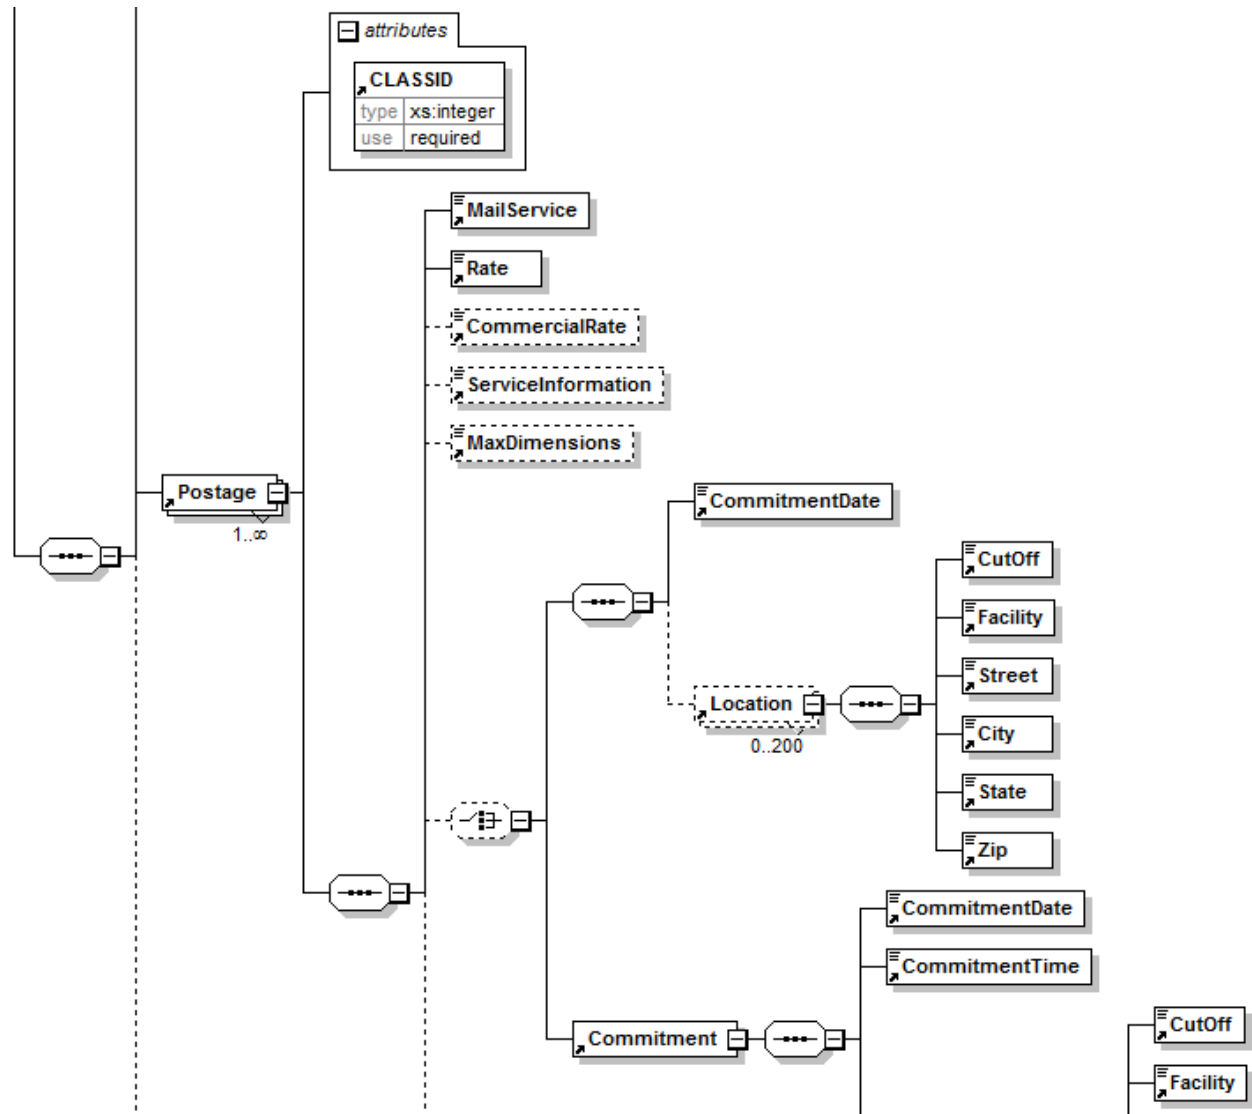 attributes
CLASSID
type xs:integer
use required
MailService
Rate
CommercialRate
ServiceInformation
MaxDimensions
Postage
1..∞
CommitmentDate
CutOff
Facility
Street
Location
0..200
City
State
Zip
CommitmentDate
CommitmentTime
Commitment
CutOff
Facility